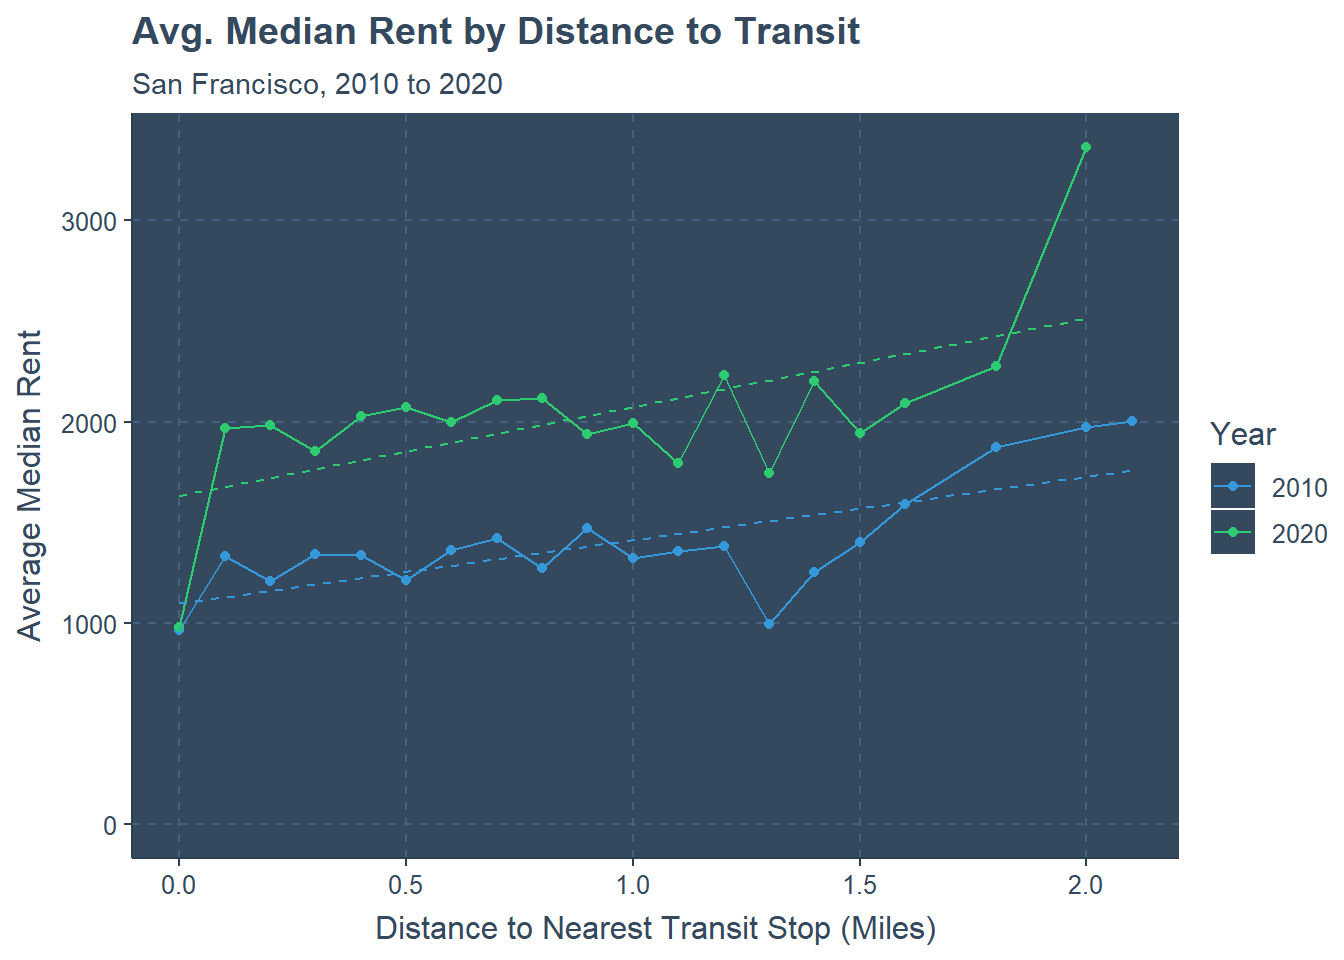 Avg. Median Rent by Distance to Transit
San Francisco, 2010 to 2020
Average Median Rent
3000
2000
1000
0
0.0
0.5
1.0
1.5
2.0
Distance to Nearest Transit Stop (Miles)
Year
2010
2020